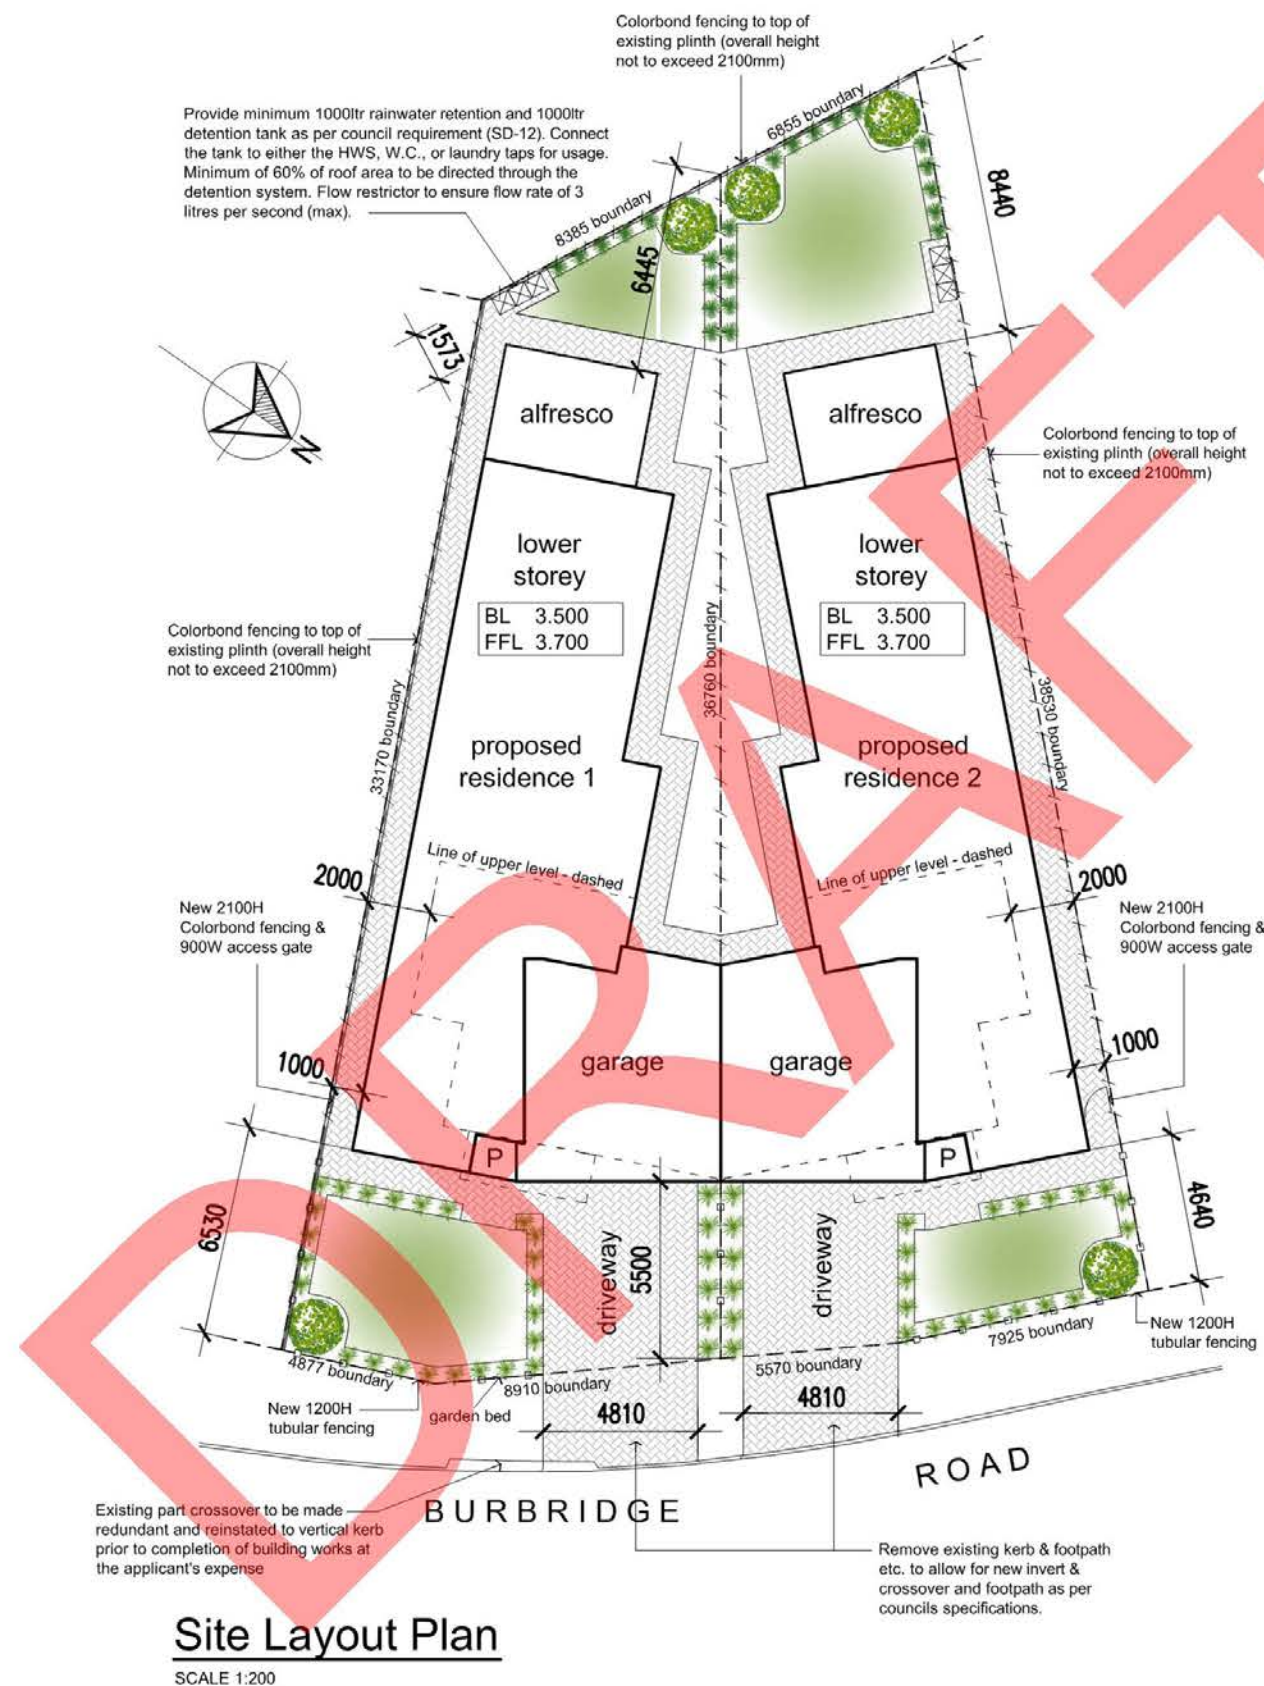 Colorbond fencing to top of
existing plinth (overall height
not to exceed 2100mm)
6855 boundary
Provide minimum 1000ltr rainwater retention and 1000ltr
detention tank as per council requirement (SD-12). Connect
the tank to either the HWS, W.C., or laundry taps for usage.
Minimum of 60% of roof area to be directed through the
detention system. Flow restrictor to ensure flow rate of 3
litres per second (max).
8440
8385 boundary
6445
1573
N
alfresco
alfresco
Colorbond fencing to top of
existing plinth (overall height
not to exceed 2100mm)
lower
storey
BL 3.500
FFL 3.700
lower
storey
BL 3.500
FFL 3.700
Colorbond fencing to top of
existing plinth (overall height
not to exceed 2100mm)
36760 boundary
33170 boundary
38530 boundary
proposed
residence 1
proposed
residence 2
Line of upper level - dashed
Line of upper level - dashed
2000
2000
New 2100H
Colorbond fencing &
900W access gate
New 2100H
Colorbond fencing &
900W access gate
garage
garage
1000
1000
P
P
6530
driveway
5500
driveway
4640
4877 boundary
8910 boundary
5570 boundary
7925 boundary
New 1200H
tubular fencing
New 1200H
tubular fencing
garden bed
4810
4810
BURBRIDGE
ROAD
Existing part crossover to be made
redundant and reinstated to vertical kerb
prior to completion of building works at
the applicant's expense
Remove existing kerb & footpath
etc. to allow for new invert &
crossover and footpath as per
councils specifications.
Site Layout Plan
SCALE 1:200
DRAFT